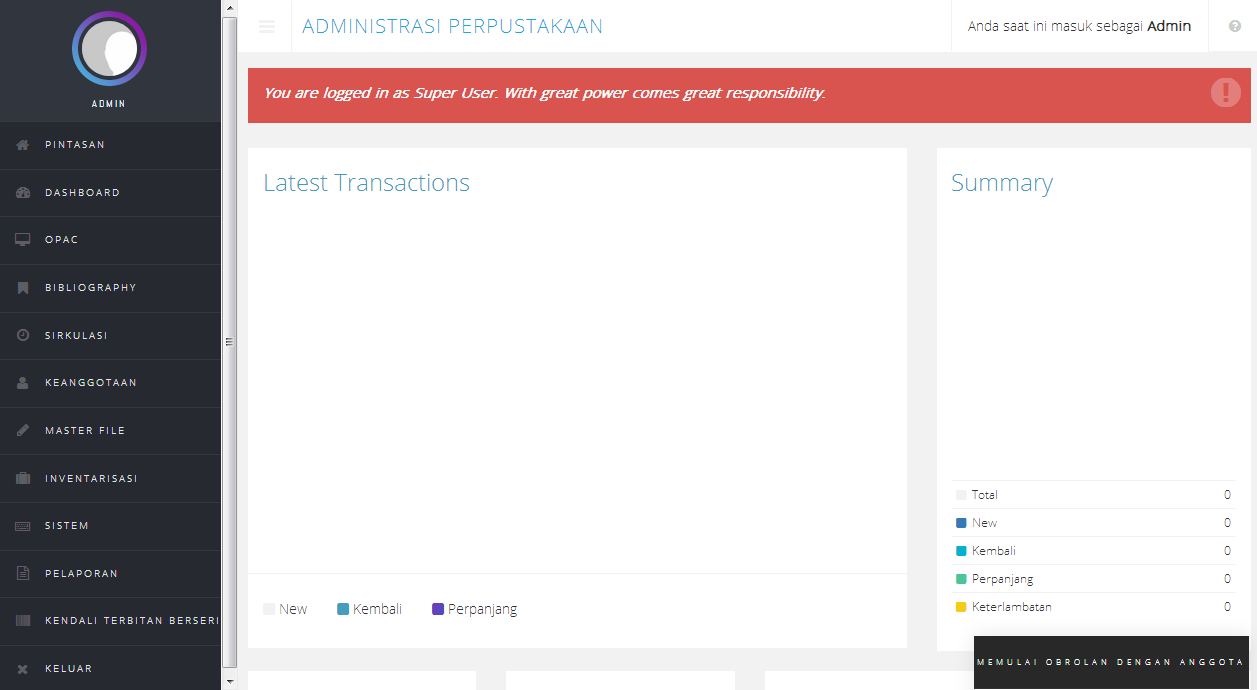 ADMIN
PINTASAN
DASHBOARD
OPAC
BIBLIOGRAPHY
SIRKULASI
KEANGGOTAAN
MASTER FILE
INVENTARISASI
SISTEM
PELAPORAN
KENDALI TERBITAN BERSERI
KELUAR
ADMINISTRASI PERPUSTAKAAN
Anda saat ini masuk sebagai Admin
You are logged in as Super User. With great power comes great responsibility.
Latest Transactions
New Kembali Perpanjang
Summary
Total 0
New 0
Kembali 0
Perpanjang 0
Keterlambatan 0
MEMULAI OBROLAN DENGAN ANGGOTA